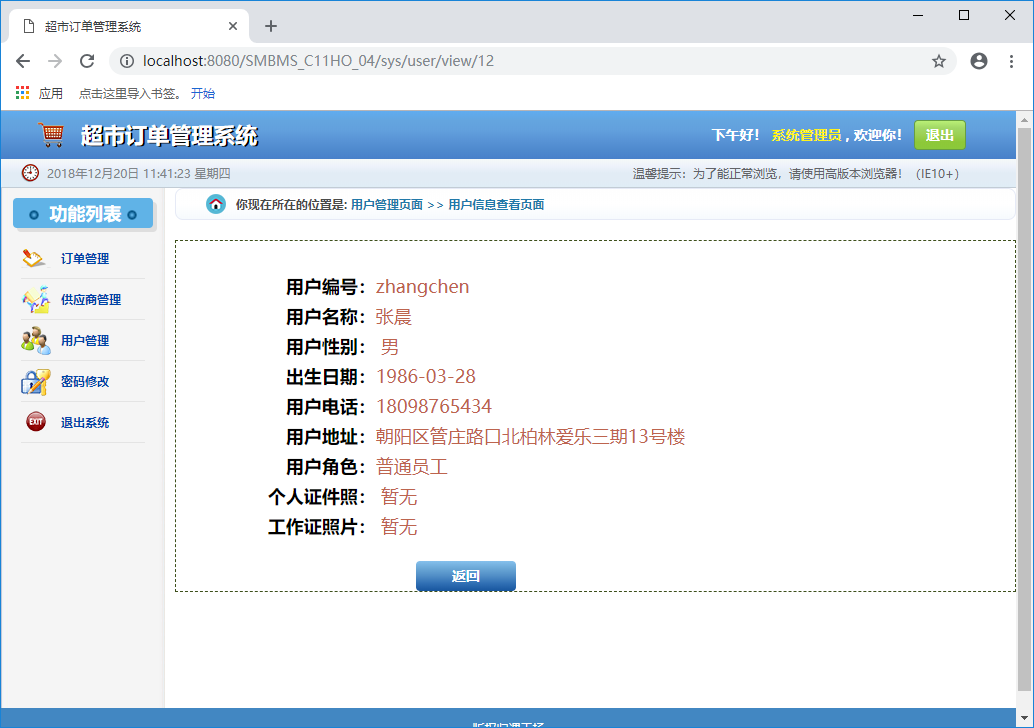 超市订单管理系统
localhost:8080/SMBMS_C11HO_04/sys/user/view/12
应用 点击这里导入书签。 开始
超市订单管理系统
下午好！ 系统管理员 , 欢迎你！ 退出
2018年12月20日 11:41:23 星期四
温馨提示：为了能正常浏览，请使用高版本浏览器！（IE10+）
功能列表
订单管理
供应商管理
用户管理
密码修改
EXIT 退出系统
你现在所在的位置是: 用户管理页面 >> 用户信息查看页面
用户编号：zhangchen
用户名称：张晨
用户性别： 男
出生日期：1986-03-28
用户电话：18098765434
用户地址：朝阳区管庄路口北柏林爱乐三期13号楼
用户角色：普通员工
个人证件照： 暂无
工作证照片： 暂无
返回